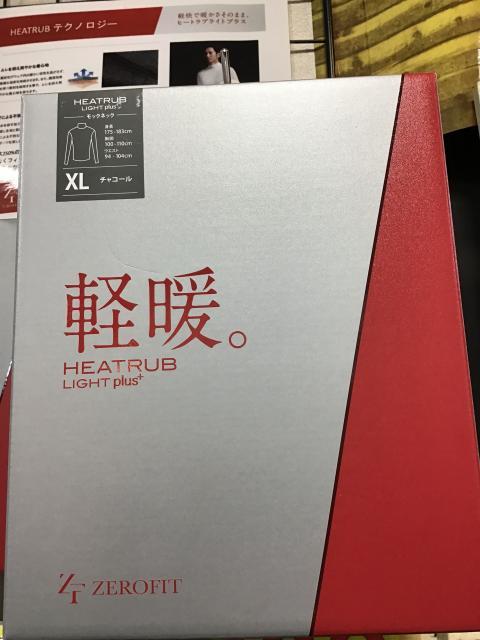 HEATRUB テクノロジー
軽快で暖かさそのまま、
ヒートラブライトプラス
HEATRUB
LIGHT plus+
モックネック
身長
175-183cm
胸囲
100-110cm
ウエスト
94-104cm
XL チャコール
軽暖。
HEATRUB
LIGHT plus+
ZT ZEROFIT